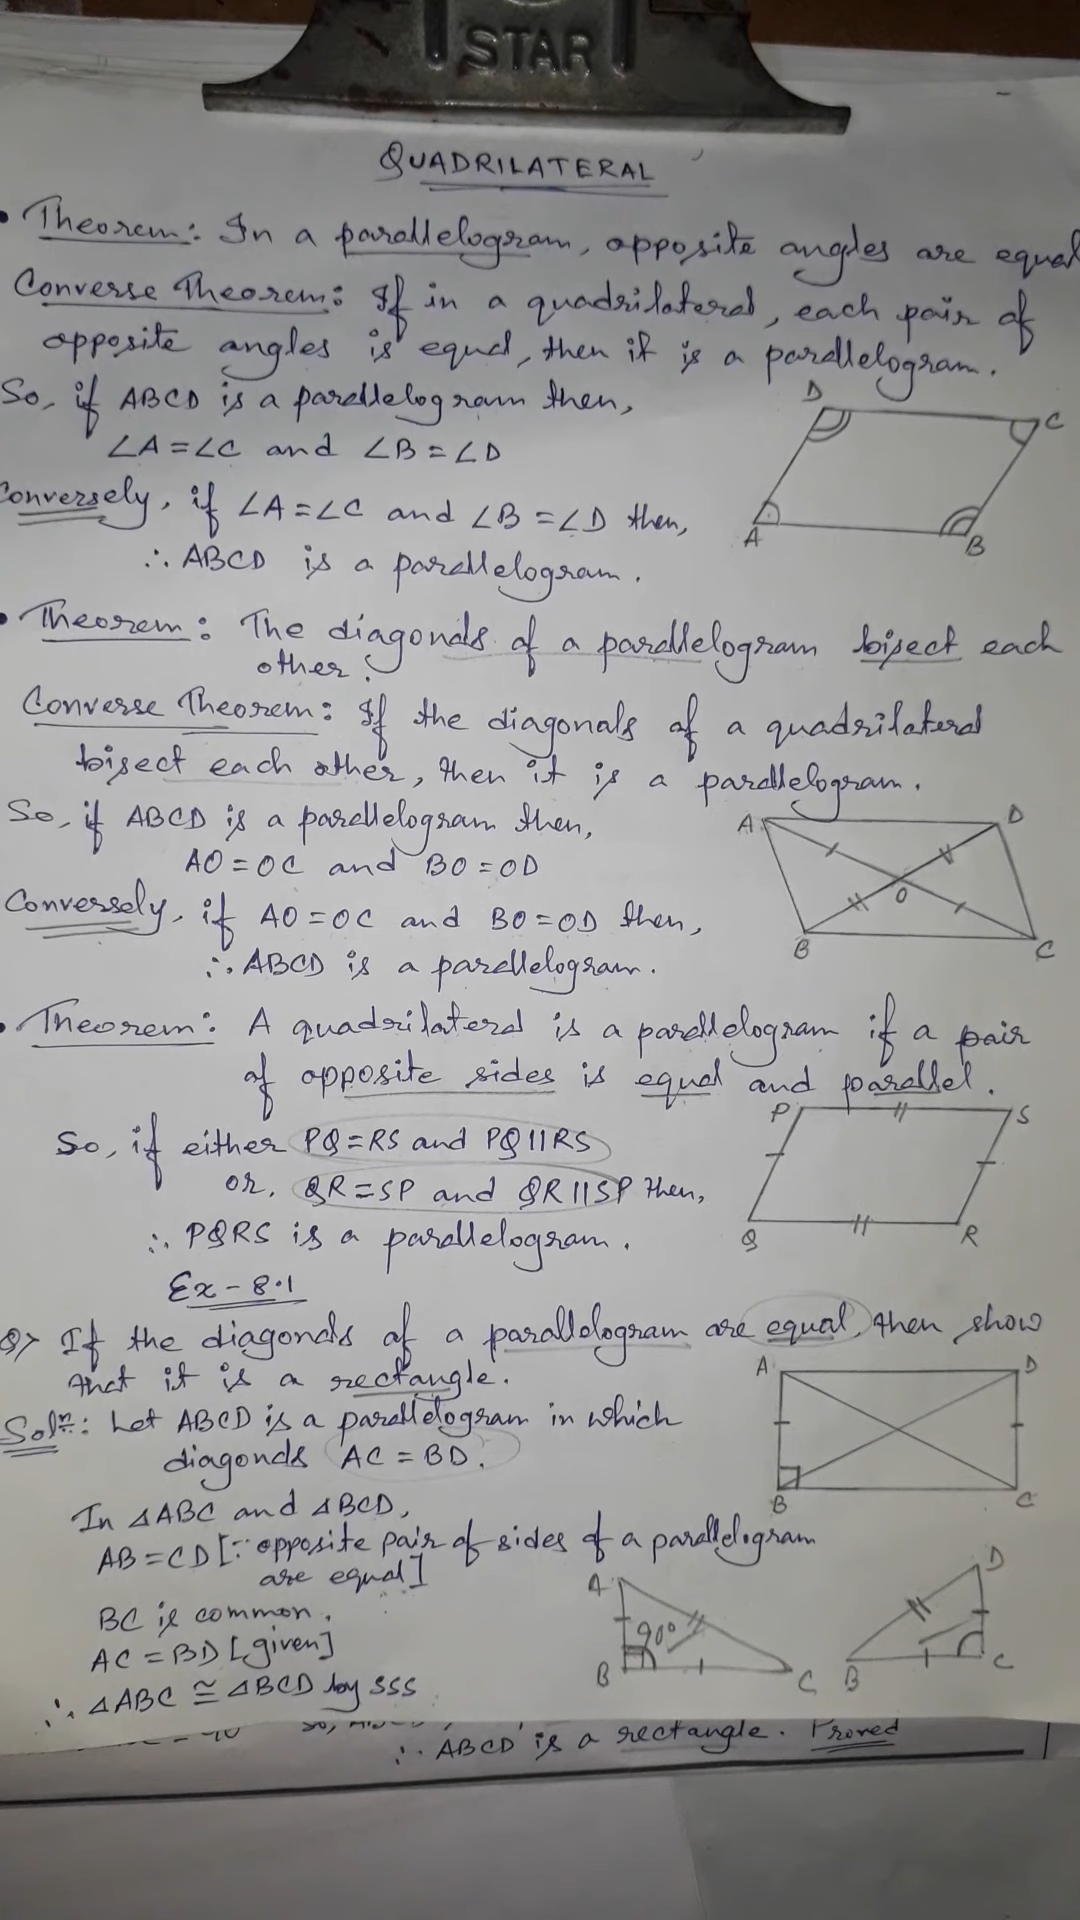 STAR
QUADRILATERAL
• Theorem: In a parallelogram, opposite angles are equal
Converse Theorem: If in a quadrilateral, each pair of
opposite angles is equal, then it is a parallelogram.
So, if ABCD is a parallelogram then,
∠A=∠C and ∠B=∠D
Conversely, if ∠A=∠C and ∠B=∠D then,
∴ ABCD is a parallelogram.
D C
A B
• Theorem: The diagonals of a parallelogram bisect each
other.
Converse Theorem: If the diagonals of a quadrilateral
bisect each other, then it is a parallelogram.
So, if ABCD is a parallelogram then,
AO=OC and BO=OD
Conversely, if AO=OC and BO=OD then,
∴ ABCD is a parallelogram.
A D
O
B C
• Theorem: A quadrilateral is a parallelogram if a pair
of opposite sides is equal and parallel.
So, if either PQ=RS and PQ||RS
or, QR=SP and QR||SP then,
∴ PQRS is a parallelogram.
P S
Q R
Ex-8.1
Q> If the diagonals of a parallelogram are equal, then show
that it is a rectangle.
Solⁿ: Let ABCD is a parallelogram in which
diagonals AC=BD.
A D
B C
In △ABC and △BCD,
AB=CD [∵ opposite pair of sides of a parallelogram
are equal]
BC is common.
AC=BD [given]
∴ △ABC ≅ △BCD by SSS
A
90°
B C
D
B C
∴ ABCD is a rectangle. Proved